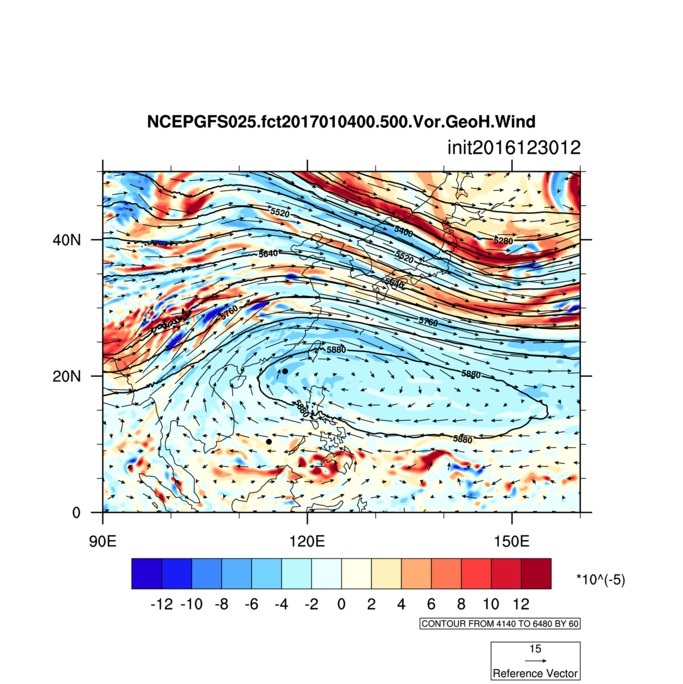 NCEPGFS025.fct2017010400.500.Vor.GeoH.Wind
init2016123012
5520
5400
5280
40N
5640
5520
5640
5760
5760
5880
20N
5880
5880
5880
0
90E 120E 150E
-12 -10 -8 -6 -4 -2 0 2 4 6 8 10 12
*10^(-5)
CONTOUR FROM 4140 TO 6480 BY 60
15
Reference Vector